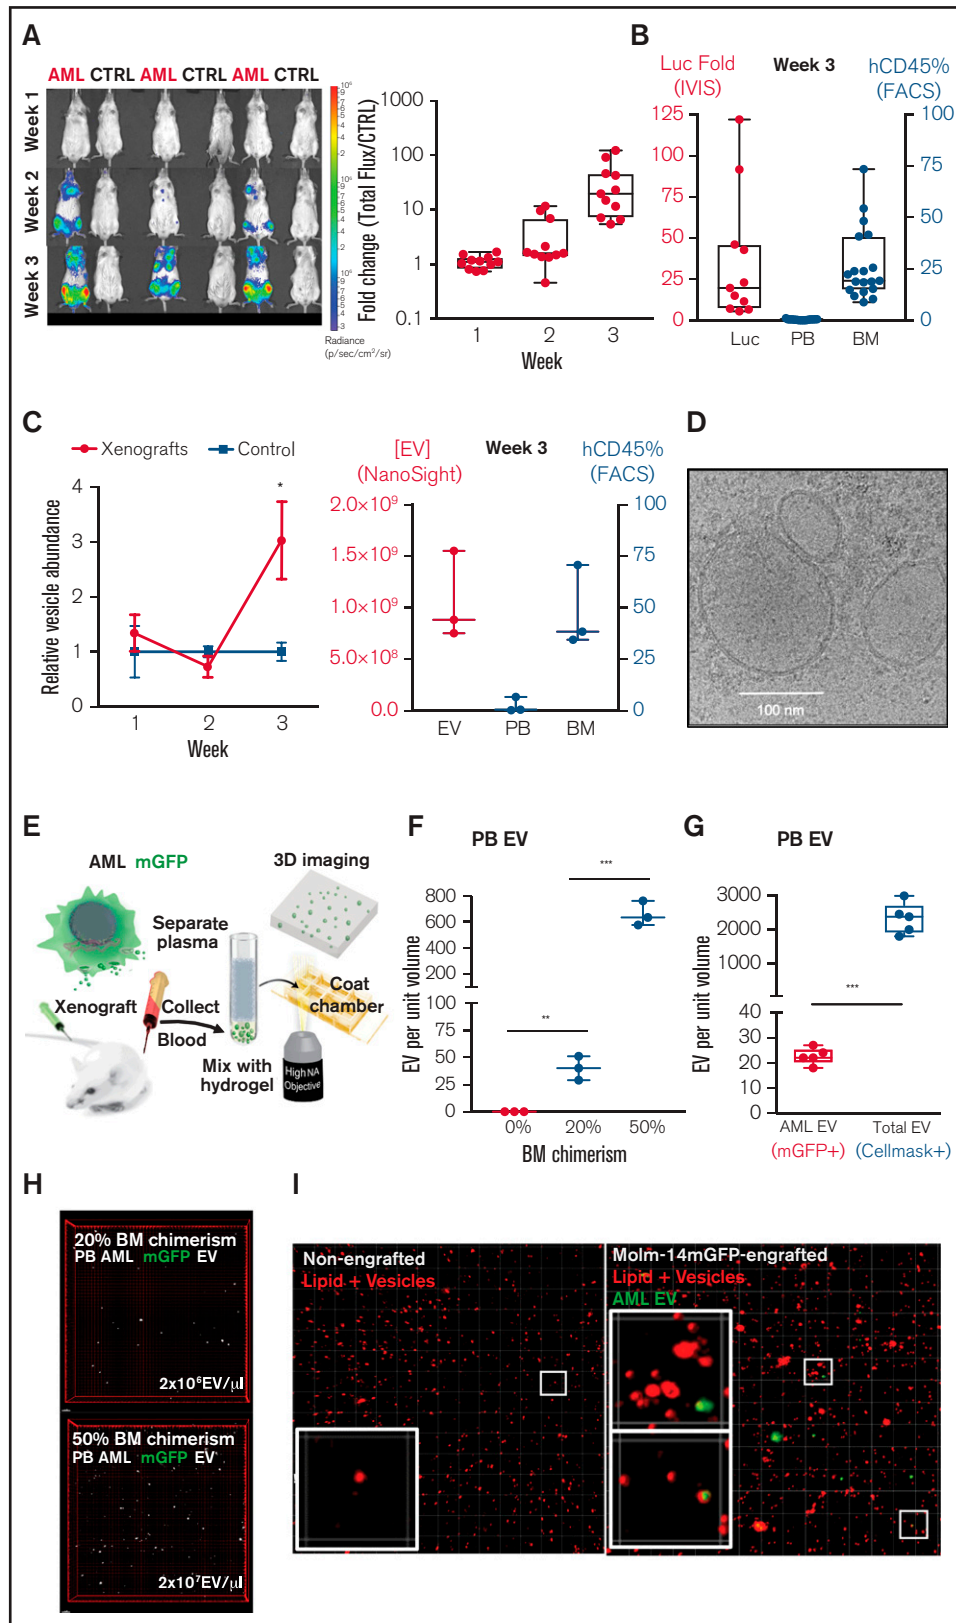 A
AML CTRL AML CTRL AML CTRL
Week 1
Week 2
Week 3
Radiance
(p/sec/cm²/sr)
Fold change (Total Flux/CTRL)
1000
100
10
1
0.1
1 2 3
Week
B
Luc Fold
(IVIS)
Week 3
hCD45%
(FACS)
125
100
75
50
25
0
100
75
50
25
0
Luc PB BM
C
Xenografts Control
Relative vesicle abundance
4
3
2
1
0
*
1 2 3
Week
[EV]
(NanoSight)
Week 3
hCD45%
(FACS)
2.0×10⁹
1.5×10⁹
1.0×10⁹
5.0×10⁸
0.0
100
75
50
25
0
EV PB BM
D
100 nm
E
AML mGFP
3D imaging
Separate
plasma
Xenograft
Collect
Blood
Coat
chamber
Mix with
hydrogel
High NA
Objective
F
PB EV
EV per unit volume
***
800
600
400
200
0
100
75
50
25
0
**
0% 20% 50%
BM chimerism
G
PB EV
EV per unit volume
3000
2000
1000
0
40
30
20
10
0
***
AML EV
(mGFP+)
Total EV
(Cellmask+)
H
20% BM chimerism
PB AML mGFP EV
2x10⁶EV/µl
50% BM chimerism
PB AML mGFP EV
2x10⁷EV/µl
I
Non-engrafted
Lipid + Vesicles
Molm-14mGFP-engrafted
Lipid + Vesicles
AML EV